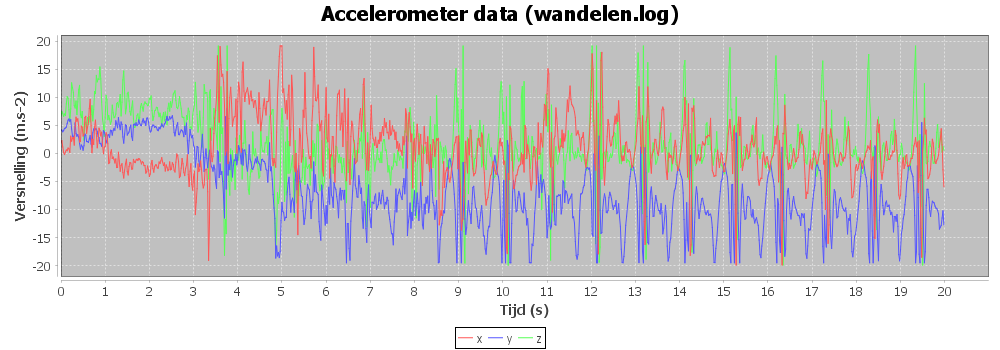 Accelerometer data (wandelen.log)
Versnelling (m.s-2)
20
15
10
5
0
-5
-10
-15
-20
0 1 2 3 4 5 6 7 8 9 10 11 12 13 14 15 16 17 18 19 20
Tijd (s)
x y z